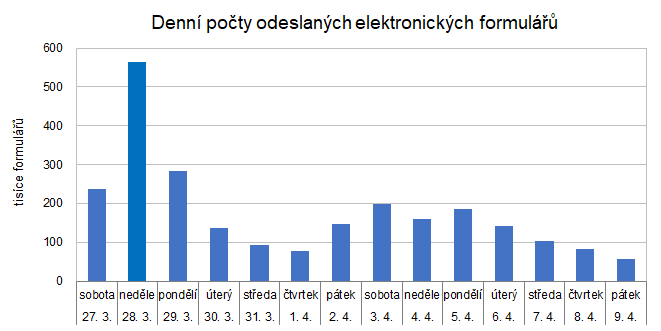 Denní počty odeslaných elektronických formulářů
600
500
400
300
200
100
0
tisíce formulářů
sobota neděle pondělí úterý středa čtvrtek pátek sobota neděle pondělí úterý středa čtvrtek pátek
27. 3. 28. 3. 29. 3. 30. 3. 31. 3. 1. 4. 2. 4. 3. 4. 4. 4. 5. 4. 6. 4. 7. 4. 8. 4. 9. 4.